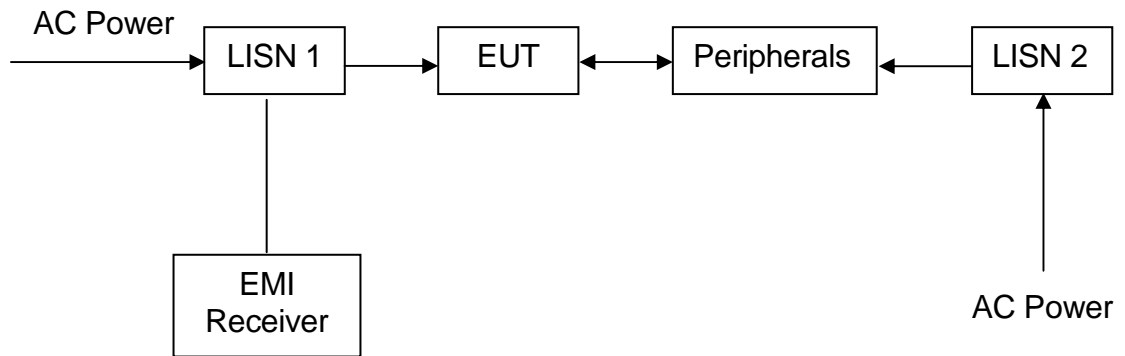 AC Power
LISN 1
EUT
Peripherals
LISN 2
EMI
Receiver
AC Power